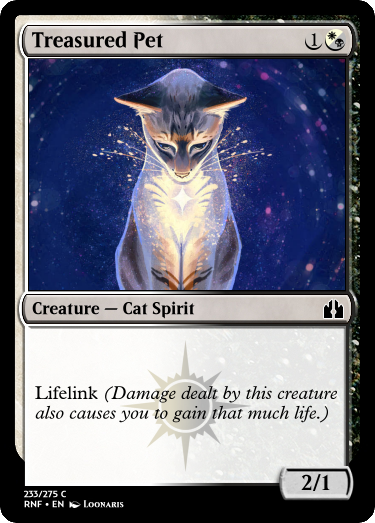 Treasured Pet 1
Creature — Cat Spirit
Lifelink (Damage dealt by this creature
also causes you to gain that much life.)
2/1
233/275 C
RNF • EN Loonaris